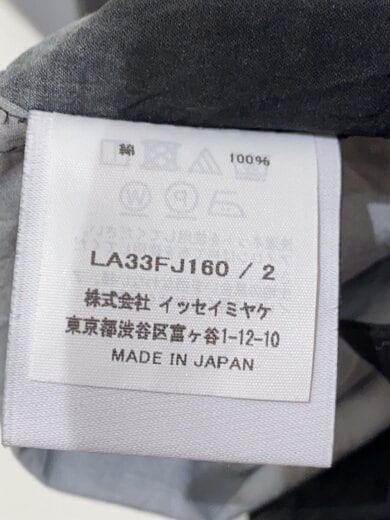 綿 100%
LA33FJ160 / 2
株式会社 イッセイミヤケ
東京都渋谷区富ヶ谷1-12-10
MADE IN JAPAN